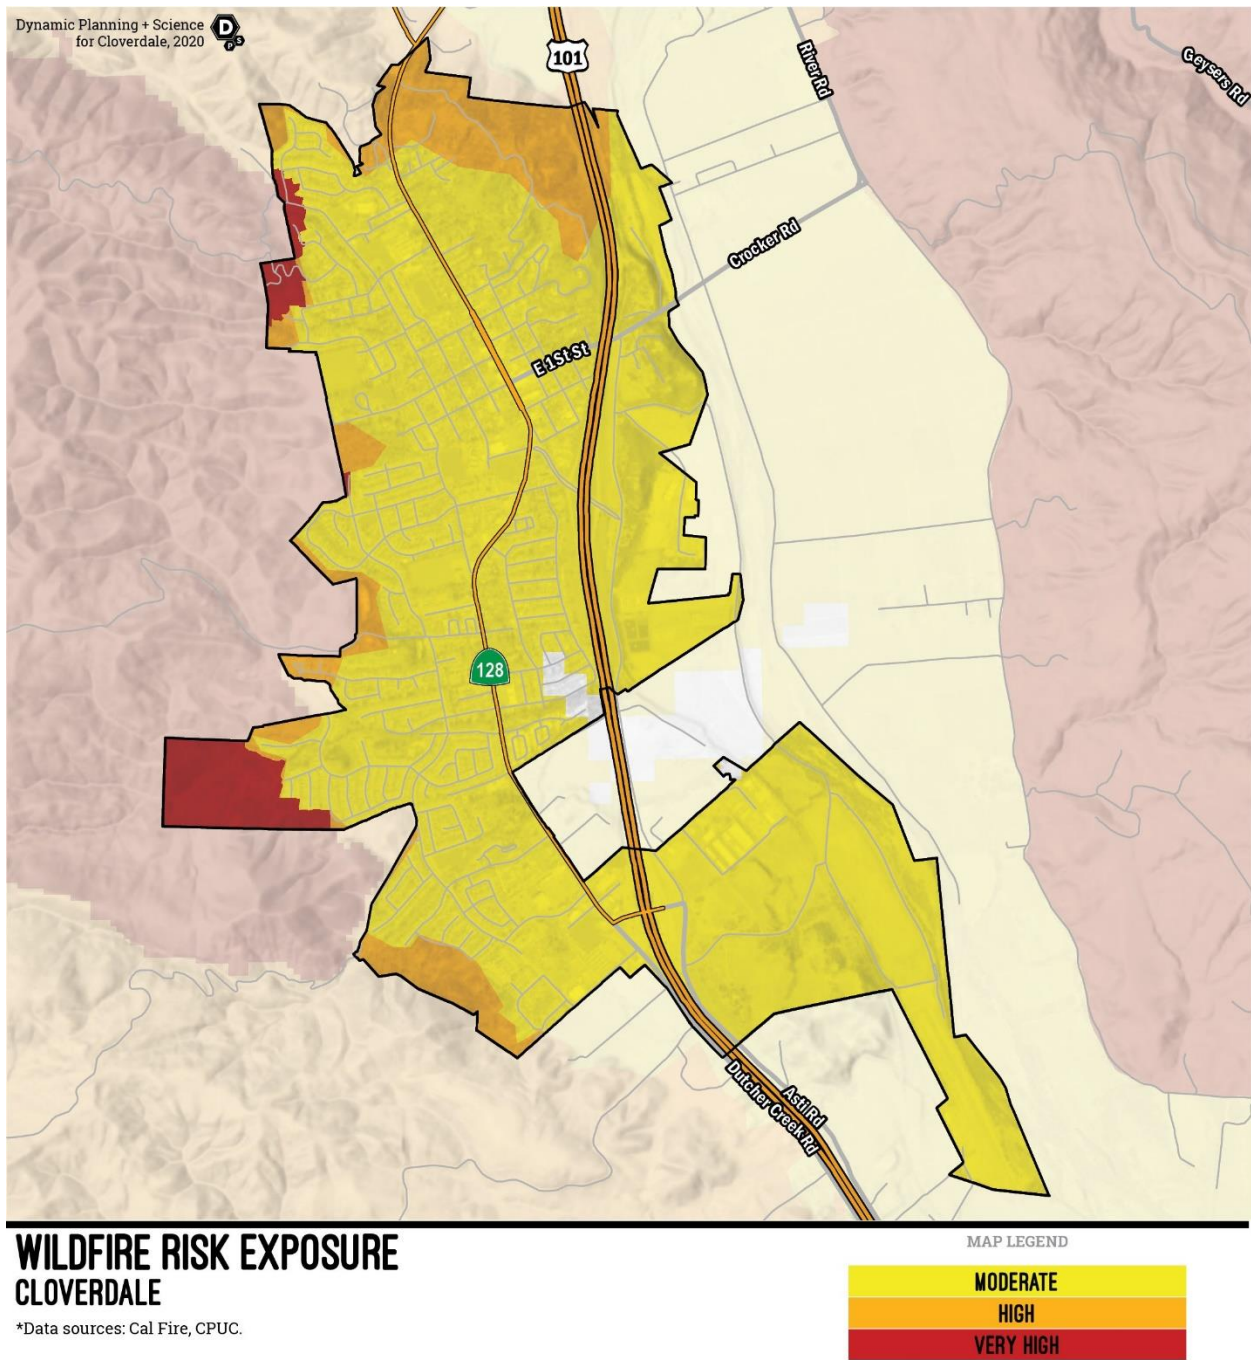 Dynamic Planning + Science
for Cloverdale, 2020
D
P S
101
River Rd
Geysers Rd
Crocker Rd
E 1St St
128
Asti Rd
Dutcher Creek Rd
WILDFIRE RISK EXPOSURE
CLOVERDALE
*Data sources: Cal Fire, CPUC.
MAP LEGEND
MODERATE
HIGH
VERY HIGH